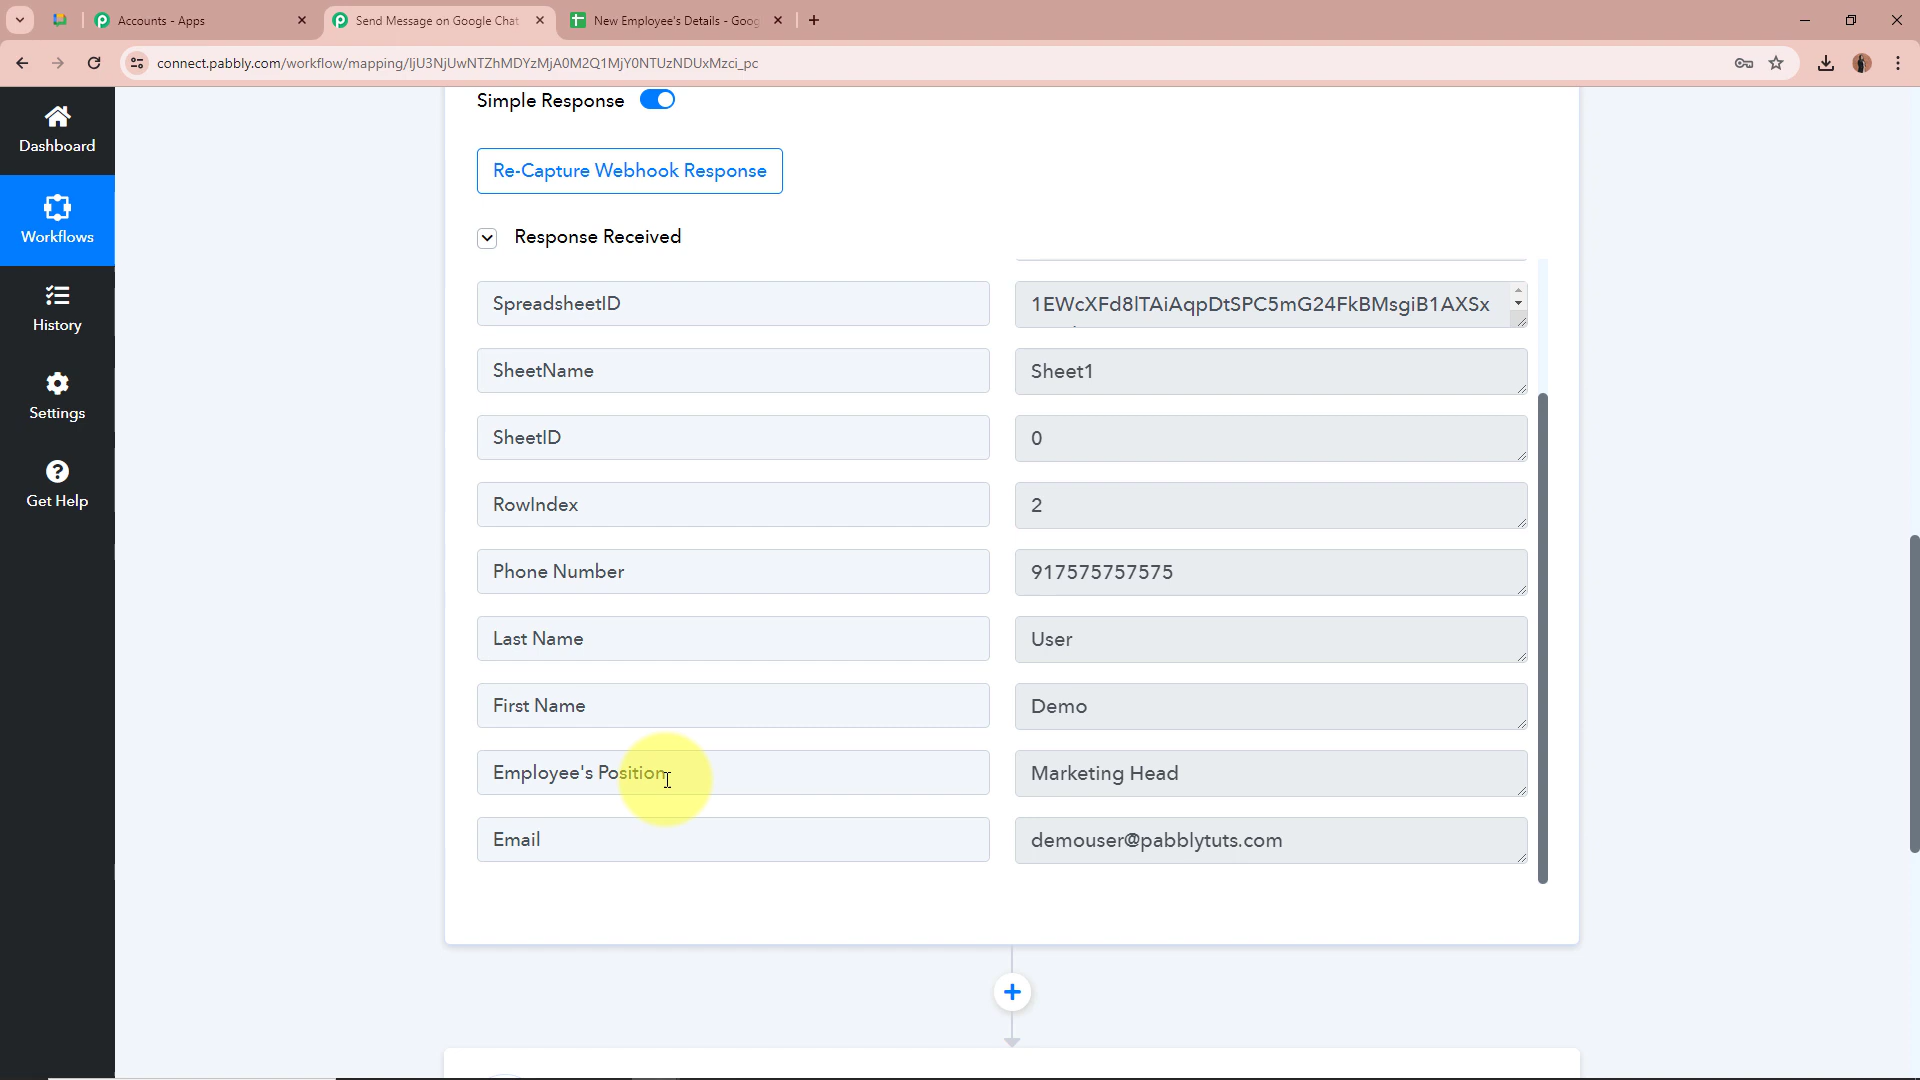 Accounts - Apps
Send Message on Google Chat
New Employee's Details - Goog
connect.pabbly.com/workflow/mapping/IjU3NjUwNTZhMDYzMjA0M2Q1MjY0NTUzNDUxMzci_pc
Dashboard
Workflows
History
Settings
Get Help
Simple Response
Re-Capture Webhook Response
Response Received
SpreadsheetID
1EWcXFd8lTAiAqpDtSPC5mG24FkBMsgiB1AXSx
SheetName
Sheet1
SheetID
0
RowIndex
2
Phone Number
917575757575
Last Name
User
First Name
Demo
Employee's Position
Marketing Head
Email
demouser@pabblytuts.com